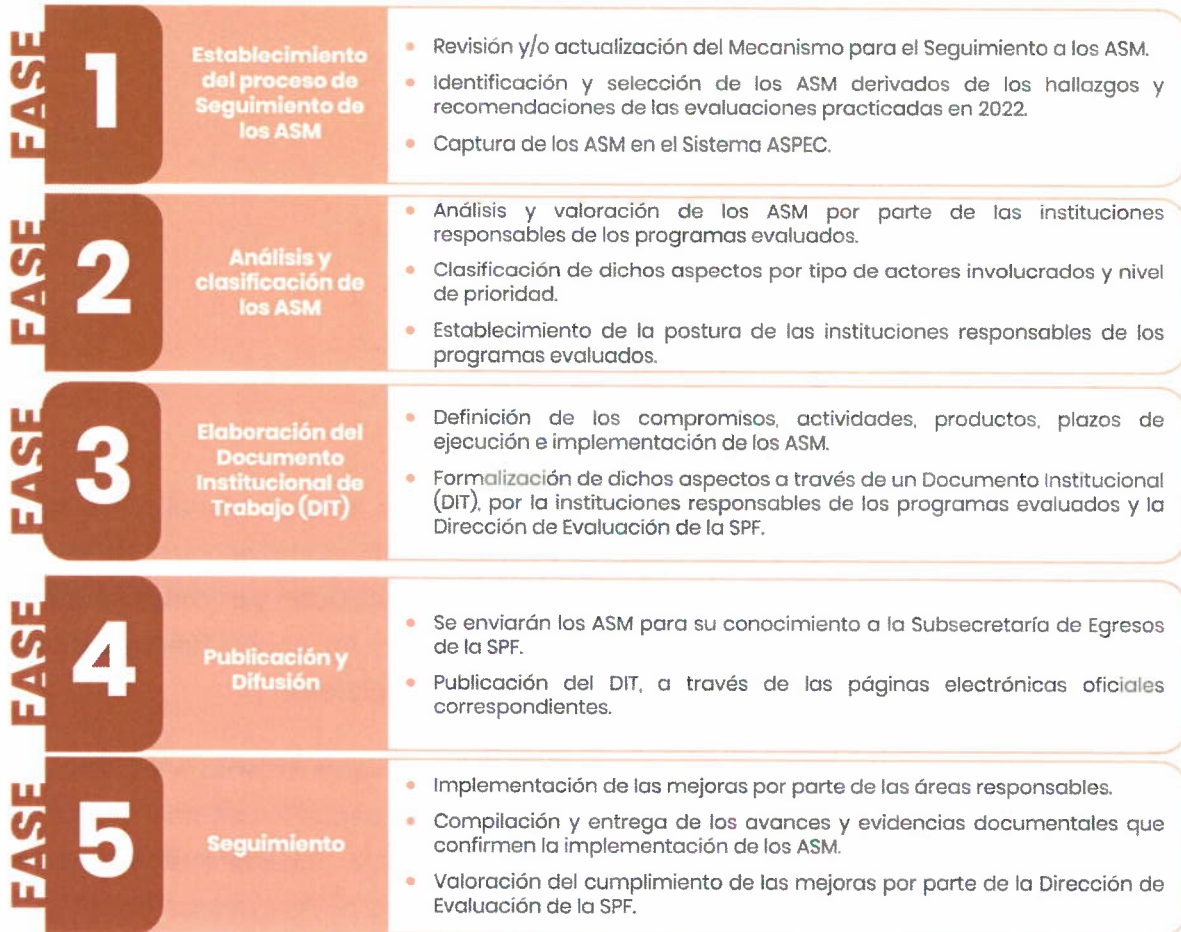 FASE
1
Establecimiento
del proceso de
Seguimiento de
los ASM
• Revisión y/o actualización del Mecanismo para el Seguimiento a los ASM.
• Identificación y selección de los ASM derivados de los hallazgos y
recomendaciones de las evaluaciones practicadas en 2022.
• Captura de los ASM en el Sistema ASPEC.
FASE
2
Análisis y
clasificación de
los ASM
• Análisis y valoración de los ASM por parte de las instituciones
responsables de los programas evaluados.
• Clasificación de dichos aspectos por tipo de actores involucrados y nivel
de prioridad.
• Establecimiento de la postura de las instituciones responsables de los
programas evaluados.
FASE
3
Elaboración del
Documento
Institucional de
Trabajo (DIT)
• Definición de los compromisos, actividades, productos, plazos de
ejecución e implementación de los ASM.
• Formalización de dichos aspectos a través de un Documento Institucional
(DIT), por la instituciones responsables de los programas evaluados y la
Dirección de Evaluación de la SPF.
FASE
4
Publicación y
Difusión
• Se enviarán los ASM para su conocimiento a la Subsecretaría de Egresos
de la SPF.
• Publicación del DIT, a través de las páginas electrónicas oficiales
correspondientes.
FASE
5
Seguimiento
• Implementación de las mejoras por parte de las áreas responsables.
• Compilación y entrega de los avances y evidencias documentales que
confirmen la implementación de los ASM.
• Valoración del cumplimiento de las mejoras por parte de la Dirección de
Evaluación de la SPF.